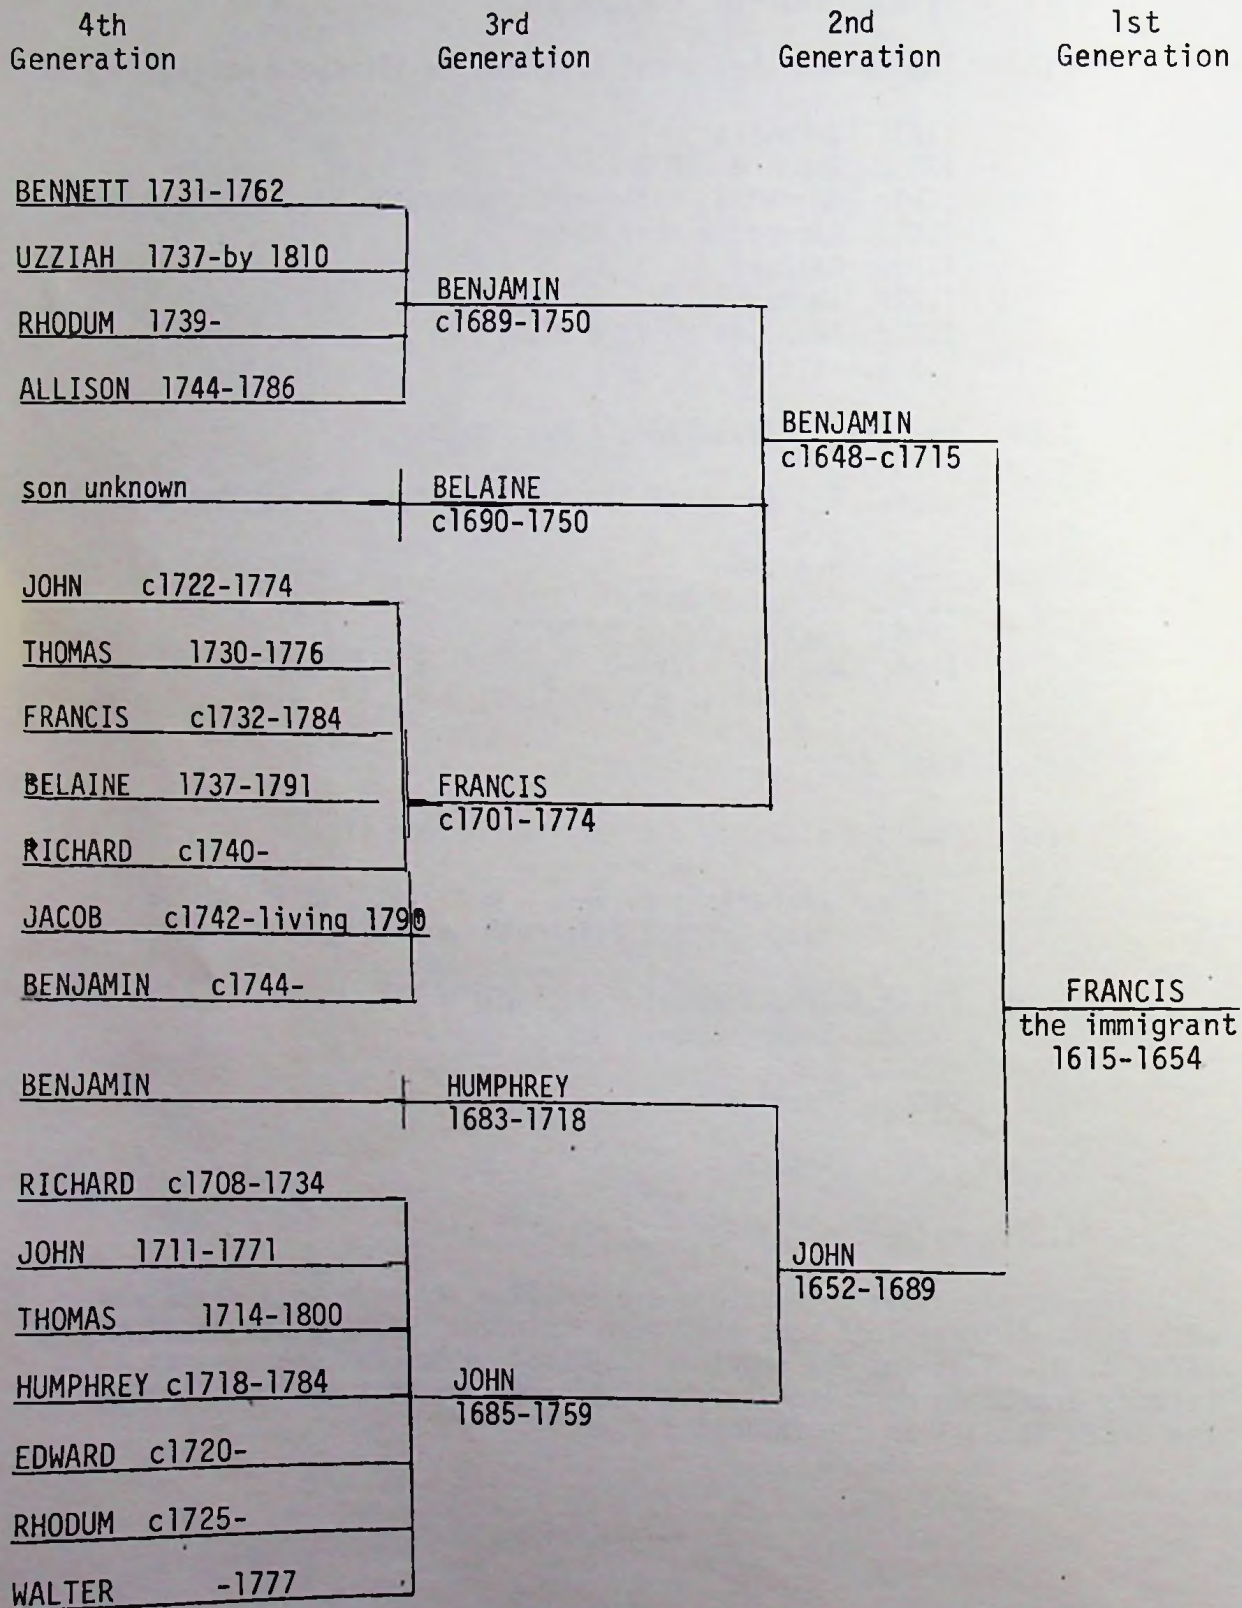 4th 3rd 2nd 1st
Generation Generation Generation Generation
BENNETT 1731-1762
UZZIAH 1737-by 1810
BENJAMIN
c1689-1750
RHODUM 1739-
ALLISON 1744-1786
BENJAMIN
c1648-c1715
son unknown
BELAINE
c1690-1750
JOHN c1722-1774
THOMAS 1730-1776
FRANCIS c1732-1784
BELAINE 1737-1791
FRANCIS
c1701-1774
RICHARD c1740-
JACOB c1742-living 1790
BENJAMIN c1744-
FRANCIS
the immigrant
1615-1654
BENJAMIN
HUMPHREY
1683-1718
RICHARD c1708-1734
JOHN 1711-1771
JOHN
1652-1689
THOMAS 1714-1800
HUMPHREY c1718-1784
JOHN
1685-1759
EDWARD c1720-
RHODUM c1725-
WALTER -1777